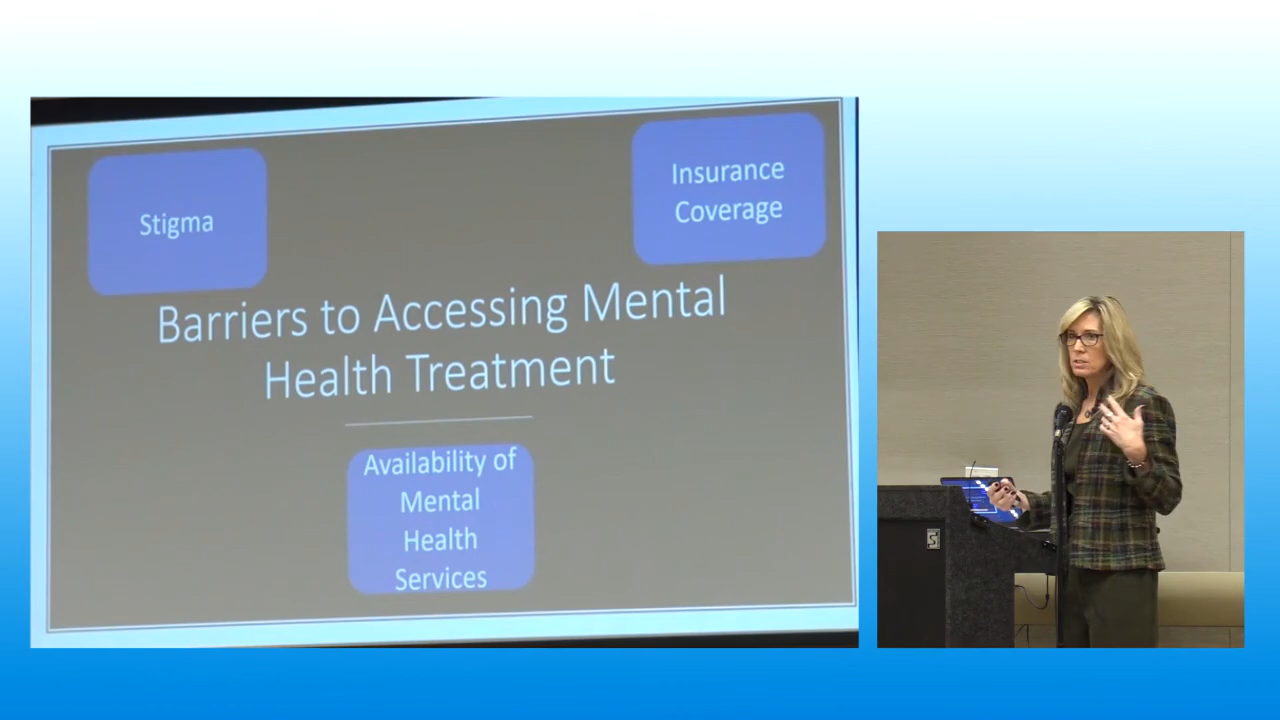 Stigma
Insurance
Coverage
Barriers to Accessing Mental
Health Treatment
Availability of
Mental
Health
Services